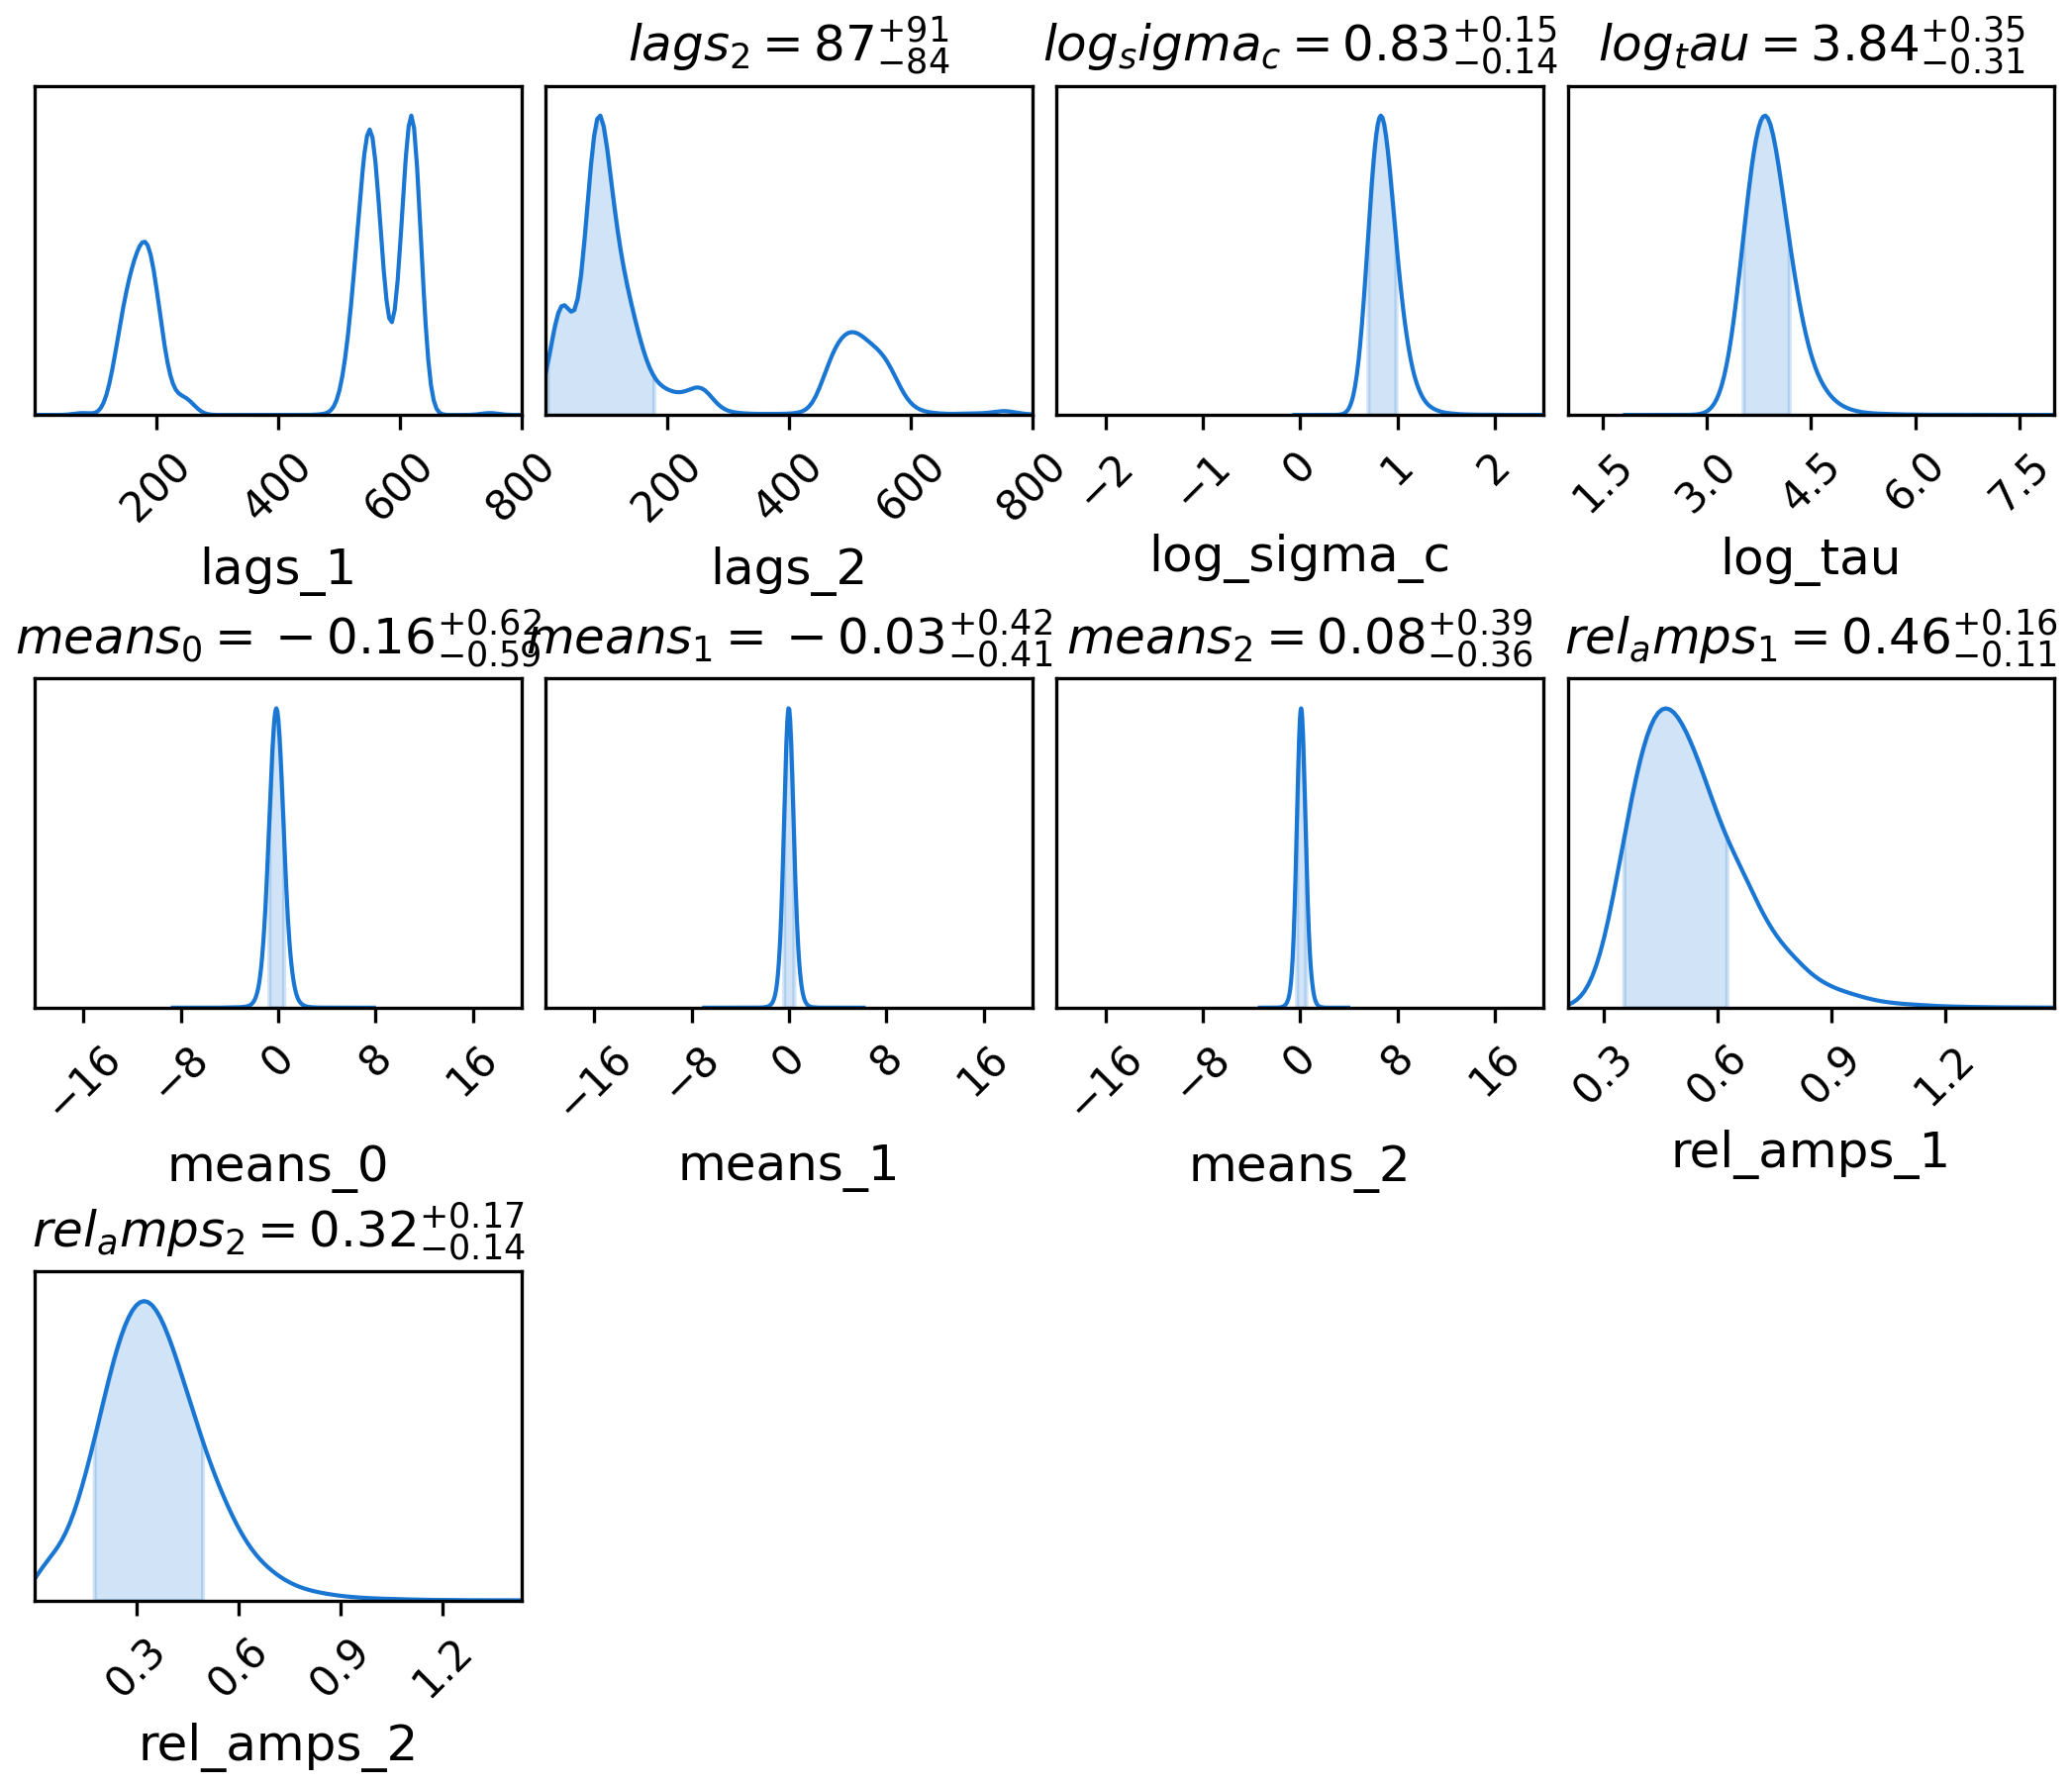 lags₂ = 87⁺⁹¹₋₈₄ logₛigma_c = 0.83^{+0.15}_{−0.14} logₜau = 3.84^{+0.35}_{−0.31}
200 400 600 800 200 400 600 800 −2 −1 0 1 2 1.5 3.0 4.5 6.0 7.5
lags_1 lags_2 log_sigma_c log_tau
means₀ = −0.16^{+0.62}_{−0.59} means₁ = −0.03^{+0.42}_{−0.41} means₂ = 0.08^{+0.39}_{−0.36} relₐmps₁ = 0.46^{+0.16}_{−0.11}
−16 −8 0 8 16 −16 −8 0 8 16 −16 −8 0 8 16 0.3 0.6 0.9 1.2
means_0 means_1 means_2 rel_amps_1
relₐmps₂ = 0.32^{+0.17}_{−0.14}
0.3 0.6 0.9 1.2
rel_amps_2